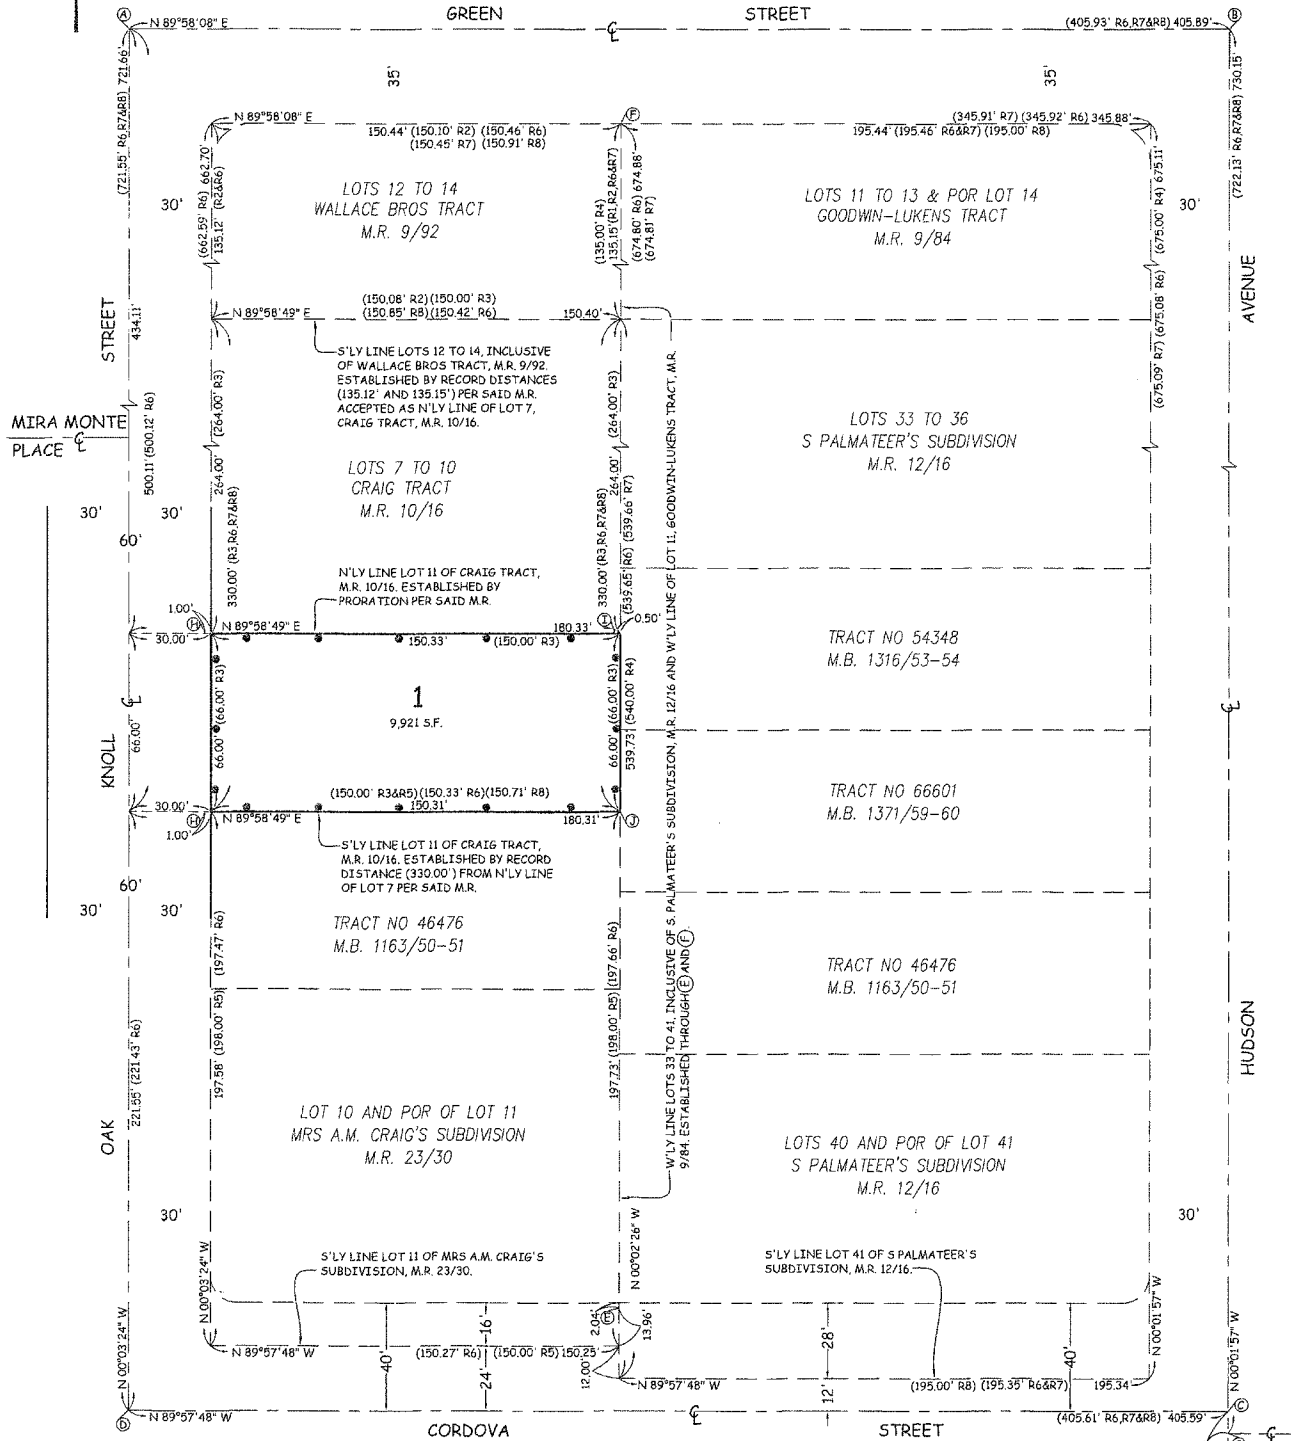 GREEN STREET
Ⓐ N 89°58'08" E
(405.93' R6,R7&R8) 405.89' Ⓑ
(721.55' R6,R7&R8) 721.66'
(722.13' R6,R7&R8) 730.15'
35'
35'
N 89°58'08" E
150.44' (150.10' R2) (150.46' R6)
(150.45' R7) (150.91' R8)
Ⓕ
(345.91' R7) (345.92' R6) 345.88'
195.44' (195.46' R6&R7) (195.00' R8)
(662.59' R6) 662.70'
135.12' (R2&R6)
(135.00' R4)
135.15'(R1,R2,R6&R7)
(674.80' R6) 674.88'
(674.81' R7)
(675.09' R7) (675.08' R6) (675.00' R4) 675.11'
30'
30'
LOTS 12 TO 14
WALLACE BROS TRACT
M.R. 9/92
LOTS 11 TO 13 & POR LOT 14
GOODWIN-LUKENS TRACT
M.R. 9/84
(150.08' R2)(150.00' R3)
N 89°58'49" E
(150.85' R8)(150.42' R6)
150.40'
STREET
434.11'
AVENUE
S'LY LINE LOTS 12 TO 14, INCLUSIVE
OF WALLACE BROS TRACT, M.R. 9/92.
ESTABLISHED BY RECORD DISTANCES
(135.12' AND 135.15') PER SAID M.R.
ACCEPTED AS N'LY LINE OF LOT 7,
CRAIG TRACT, M.R. 10/16.
MIRA MONTE
PLACE
500.11'(500.12' R6)
264.00' (264.00' R3)
264.00' (264.00' R3)
LOTS 33 TO 36
S PALMATEER'S SUBDIVISION
M.R. 12/16
LOTS 7 TO 10
CRAIG TRACT
M.R. 10/16
30'
30'
60'
330.00' (R3,R6,R7&R8)
330.00' (R3,R6,R7&R8)
(539.65' R6) (539.66' R7)
N'LY LINE LOT 11 OF CRAIG TRACT,
M.R. 10/16. ESTABLISHED BY
PRORATION PER SAID M.R.
1.00'
30.00'
Ⓗ N 89°58'49" E
150.33'
(150.00' R3)
180.33'
Ⓘ
0.50'
TRACT NO 54348
M.B. 1316/53-54
66.00'
66.00' (66.00' R3)
1
9,921 S.F.
66.00' (66.00' R3)
539.73' (540.00' R4)
KNOLL
TRACT NO 66601
M.B. 1371/59-60
(150.00' R3&R5)(150.33' R6)(150.71' R8)
30.00'
150.31'
Ⓗ N 89°58'49" E
180.31'
Ⓙ
1.00'
S'LY LINE LOT 11 OF CRAIG TRACT,
M.R. 10/16. ESTABLISHED BY RECORD
DISTANCE (330.00') FROM N'LY LINE
OF LOT 7 PER SAID M.R.
60'
30'
30'
TRACT NO 46476
M.B. 1163/50-51
TRACT NO 46476
M.B. 1163/50-51
W'LY LINE LOTS 33 TO 41, INCLUSIVE OF S. PALMATEER'S SUBDIVISION, M.R. 12/16 AND W'LY LINE OF LOT 11, GOODWIN-LUKENS TRACT, M.R.
9/84. ESTABLISHED THROUGH Ⓔ AND Ⓕ.
197.58' (198.00' R5) (197.47' R6)
197.73' (198.00' R5) (197.66' R6)
221.55' (221.43' R6)
HUDSON
OAK
LOT 10 AND POR OF LOT 11
MRS A.M. CRAIG'S SUBDIVISION
M.R. 23/30
LOTS 40 AND POR OF LOT 41
S PALMATEER'S SUBDIVISION
M.R. 12/16
30'
30'
S'LY LINE LOT 11 OF MRS A.M. CRAIG'S
SUBDIVISION, M.R. 23/30.
S'LY LINE LOT 41 OF S PALMATEER'S
SUBDIVISION, M.R. 12/16.
N 00°03'24" W
N 00°03'24" W
N 00°02'26" W
N 00°01'57" W
N 00°01'57" W
2.04'
Ⓔ
13.96'
16'
28'
40'
40'
N 89°57'48" W
(150.27' R6)
(150.00' R5) 150.25'
24'
12.00'
N 89°57'48" W
12'
(195.00' R8) (195.35' R6&R7)
195.34'
Ⓓ N 89°57'48" W
(405.61' R6,R7&R8) 405.59'
Ⓒ
CORDOVA STREET